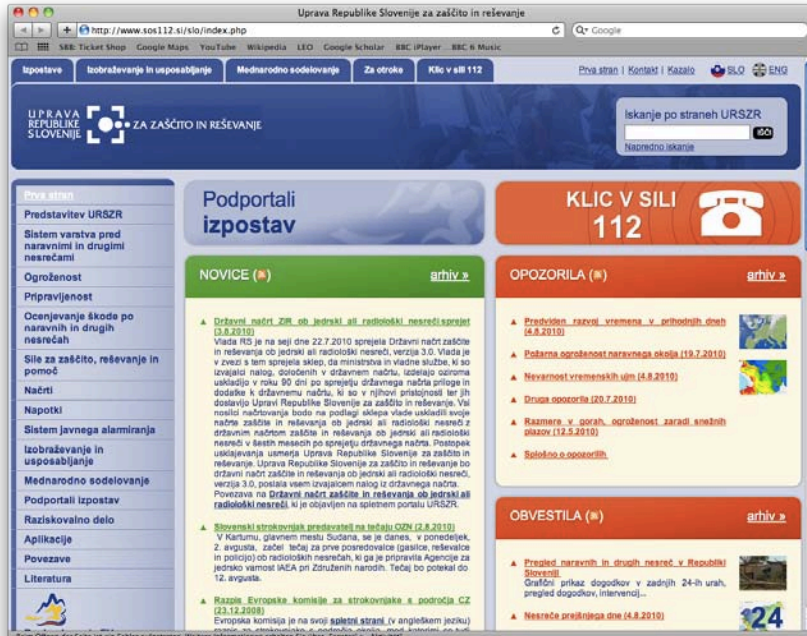 Uprava Republike Slovenije za zaščito in reševanje
http://www.sos112.si/slo/index.php
Google
SBB: Ticket Shop Google Maps YouTube Wikipedia LEO Google Scholar BBC iPlayer BBC 6 Music
Izpostave Izobraževanje in usposabljanje Mednarodno sodelovanje Za otroke Klic v sili 112
Prva stran | Kontakt | Kazalo SLO ENG
UPRAVA
REPUBLIKE
SLOVENIJE
ZA ZAŠČITO IN REŠEVANJE
Iskanje po straneh URSZR
IŠČI
Napredno iskanje
Prva stran
Predstavitev URSZR
Sistem varstva pred
naravnimi in drugimi
nesrečami
Ogroženost
Pripravljenost
Ocenjevanje škode po
naravnih in drugih
nesrečah
Sile za zaščito, reševanje in
pomoč
Načrti
Napotki
Sistem javnega alarmiranja
Izobraževanje in
usposabljanje
Mednarodno sodelovanje
Podportali izpostav
Raziskovalno delo
Aplikacije
Povezave
Literatura
Podportali
izpostav
KLIC V SILI
112
NOVICE
arhiv »
Državni načrt ZIR ob jedrski ali radiološki nesreči sprejet
(3.8.2010)
Vlada RS je na seji dne 22.7.2010 sprejela Državni načrt zaščite
in reševanja ob jedrski ali radiološki nesreči, verzija 3.0. Vlada je
v zvezi s tem sprejela sklep, da ministrstva in vladne službe, ki so
izvajalci nalog, določenih v državnem načrtu, izdelajo oziroma
uskladijo v roku 90 dni po sprejetju državnega načrta priloge in
dodatke k državnemu načrtu, ki so v njihovi pristojnosti ter jih
dostavijo Upravi Republike Slovenije za zaščito in reševanje. Vsi
nosilci načrtovanja bodo na podlagi sklepa vlade uskladili svoje
načrte zaščite in reševanja ob jedrski ali radiološki nesreči z
državnim načrtom zaščite in reševanja ob jedrski ali radiološki
nesreči v šestih mesecih po sprejetju državnega načrta. Postopek
usklajevanja usmerja Uprava Republike Slovenije za zaščito in
reševanje. Uprava Republike Slovenije za zaščito in reševanje bo
državni načrt zaščite in reševanja ob jedrski ali radiološki nesreči,
verzija 3.0, poslala vsem izvajalcem nalog iz državnega načrta.
Povezava na Državni načrt zaščite in reševanja ob jedrski ali
radiološki nesreči, ki je objavljen na spletnem portalu URSZR.
Slovenski strokovnjak predavatelj na tečaju OZN (2.8.2010)
V Kartumu, glavnem mestu Sudana, se je danes, v ponedeljek,
2. avgusta, začel tečaj za prve posredovalce (gasilce, reševalce
in policijo) ob radioloških nesrečah, ki ga je pripravila Agencije za
jedrsko varnost IAEA pri Združenih narodih. Tečaj bo potekal do
12. avgusta.
Razpis Evropske komisije za strokovnjake s področja CZ
(23.12.2008)
Evropska komisija je na svoji spletni strani (v angleškem jeziku)
OPOZORILA
arhiv »
Predviden razvoj vremena v prihodnjih dneh
(4.8.2010)
Požarna ogroženost naravnega okolja (19.7.2010)
Nevarnost vremenskih ujm (4.8.2010)
Druga opozorila (20.7.2010)
Razmere v gorah, ogroženost zaradi snežnih
plazov (12.5.2010)
Splošno o opozorilih
OBVESTILA
arhiv »
Pregled naravnih in drugih nesreč v Republiki
Sloveniji
Grafični prikaz dogodkov v zadnjih 24-ih urah,
pregled dogodkov, intervencij...
Nesreče prejšnjega dne (4.8.2010)
24